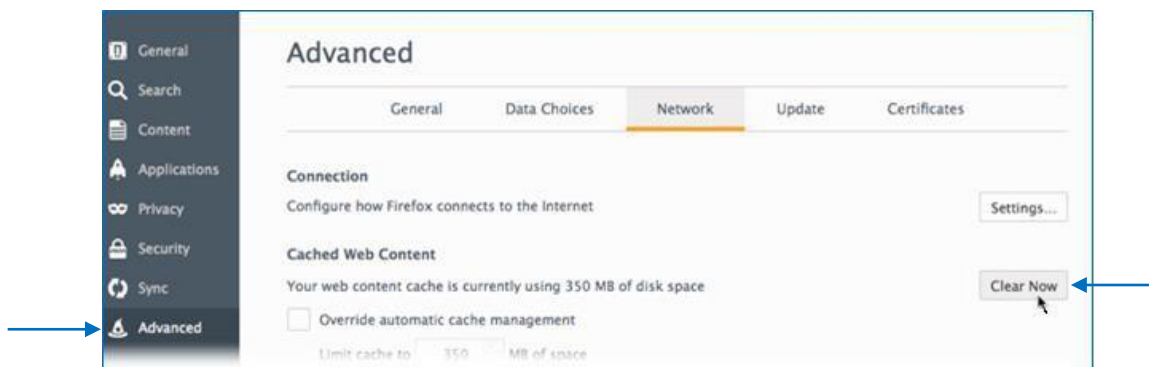 General
Search
Content
Applications
Privacy
Security
Sync
Advanced
Advanced
General Data Choices Network Update Certificates
Connection
Configure how Firefox connects to the Internet Settings...
Cached Web Content
Your web content cache is currently using 350 MB of disk space Clear Now
Override automatic cache management
Limit cache to 350 MB of space